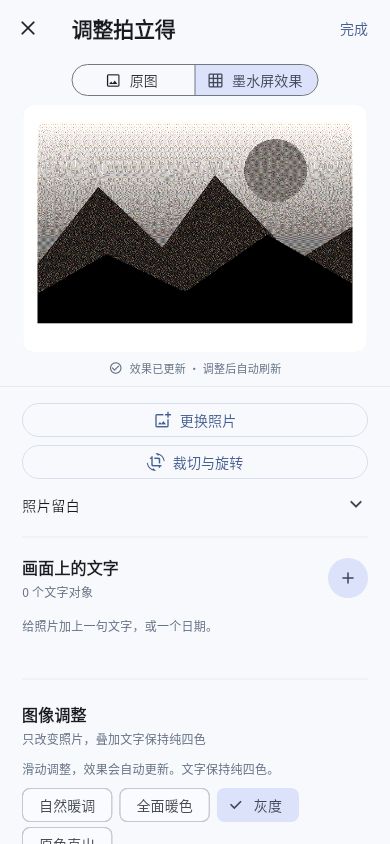 调整拍立得
完成
原图
墨水屏效果
效果已更新 · 调整后自动刷新
更换照片
裁切与旋转
照片留白
画面上的文字
0 个文字对象
给照片加上一句文字，或一个日期。
图像调整
只改变照片，叠加文字保持纯四色
滑动调整，效果会自动更新。文字保持纯四色。
自然暖调
全面暖色
灰度